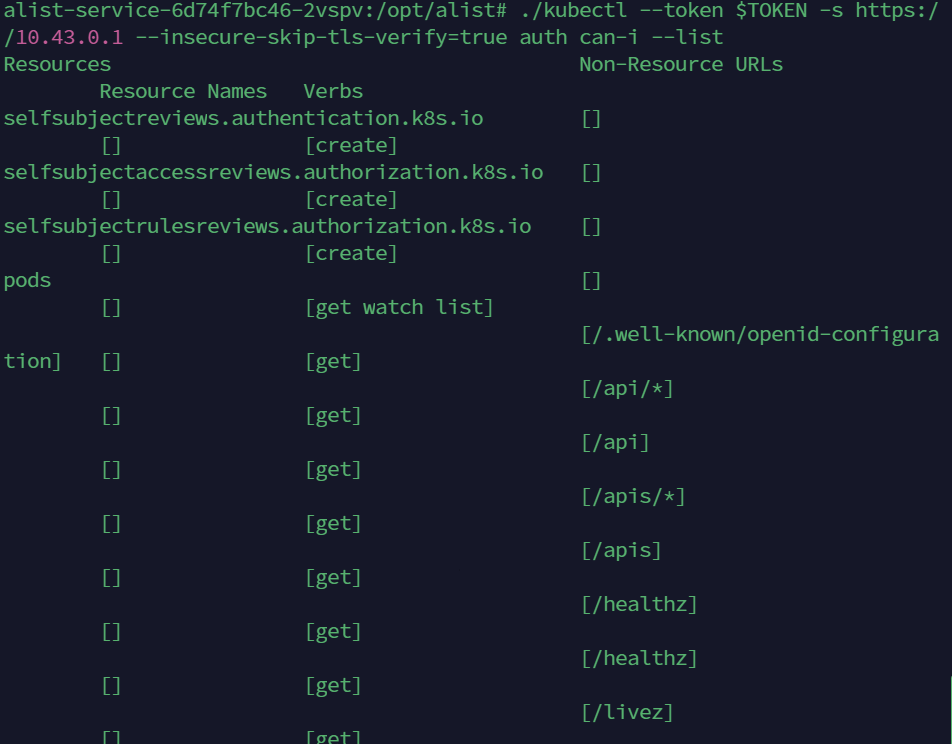 alist-service-6d74f7bc46-2vspv:/opt/alist# ./kubectl --token $TOKEN -s https:/
/10.43.0.1 --insecure-skip-tls-verify=true auth can-i --list
Resources                                       Non-Resource URLs
        Resource Names   Verbs
selfsubjectreviews.authentication.k8s.io        []
        []               [create]
selfsubjectaccessreviews.authorization.k8s.io   []
        []               [create]
selfsubjectrulesreviews.authorization.k8s.io    []
        []               [create]
pods                                            []
        []               [get watch list]
                                                [/.well-known/openid-configura
tion]   []               [get]
                                                [/api/*]
        []               [get]
                                                [/api]
        []               [get]
                                                [/apis/*]
        []               [get]
                                                [/apis]
        []               [get]
                                                [/healthz]
        []               [get]
                                                [/healthz]
        []               [get]
                                                [/livez]
        []               [get]